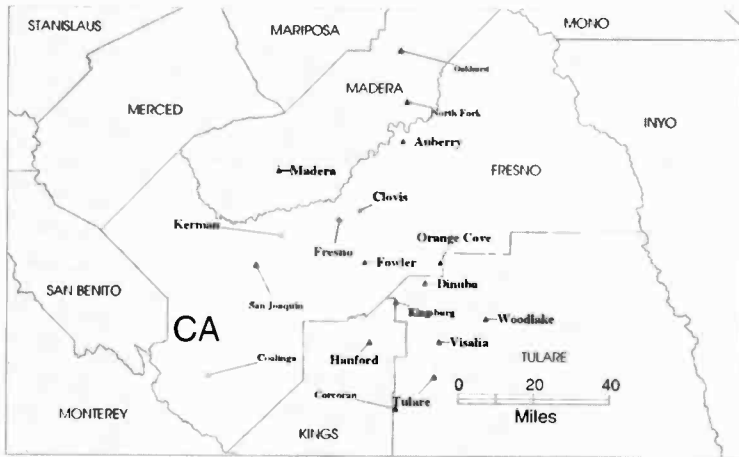 STANISLAUS
MARIPOSA
MONO
Oakhurst
MADERA
MERCED
North Fork
INYO
Auberry
Madera
FRESNO
Clovis
Kerman
Fresno
Orange Cove
Fowler
Dinuba
SAN BENITO
San Joaquin
Kingsburg
Woodlake
CA
Visalia
Hanford
Coalinga
TULARE
Corcoran
Tulare
0 20 40
Miles
MONTEREY
KINGS